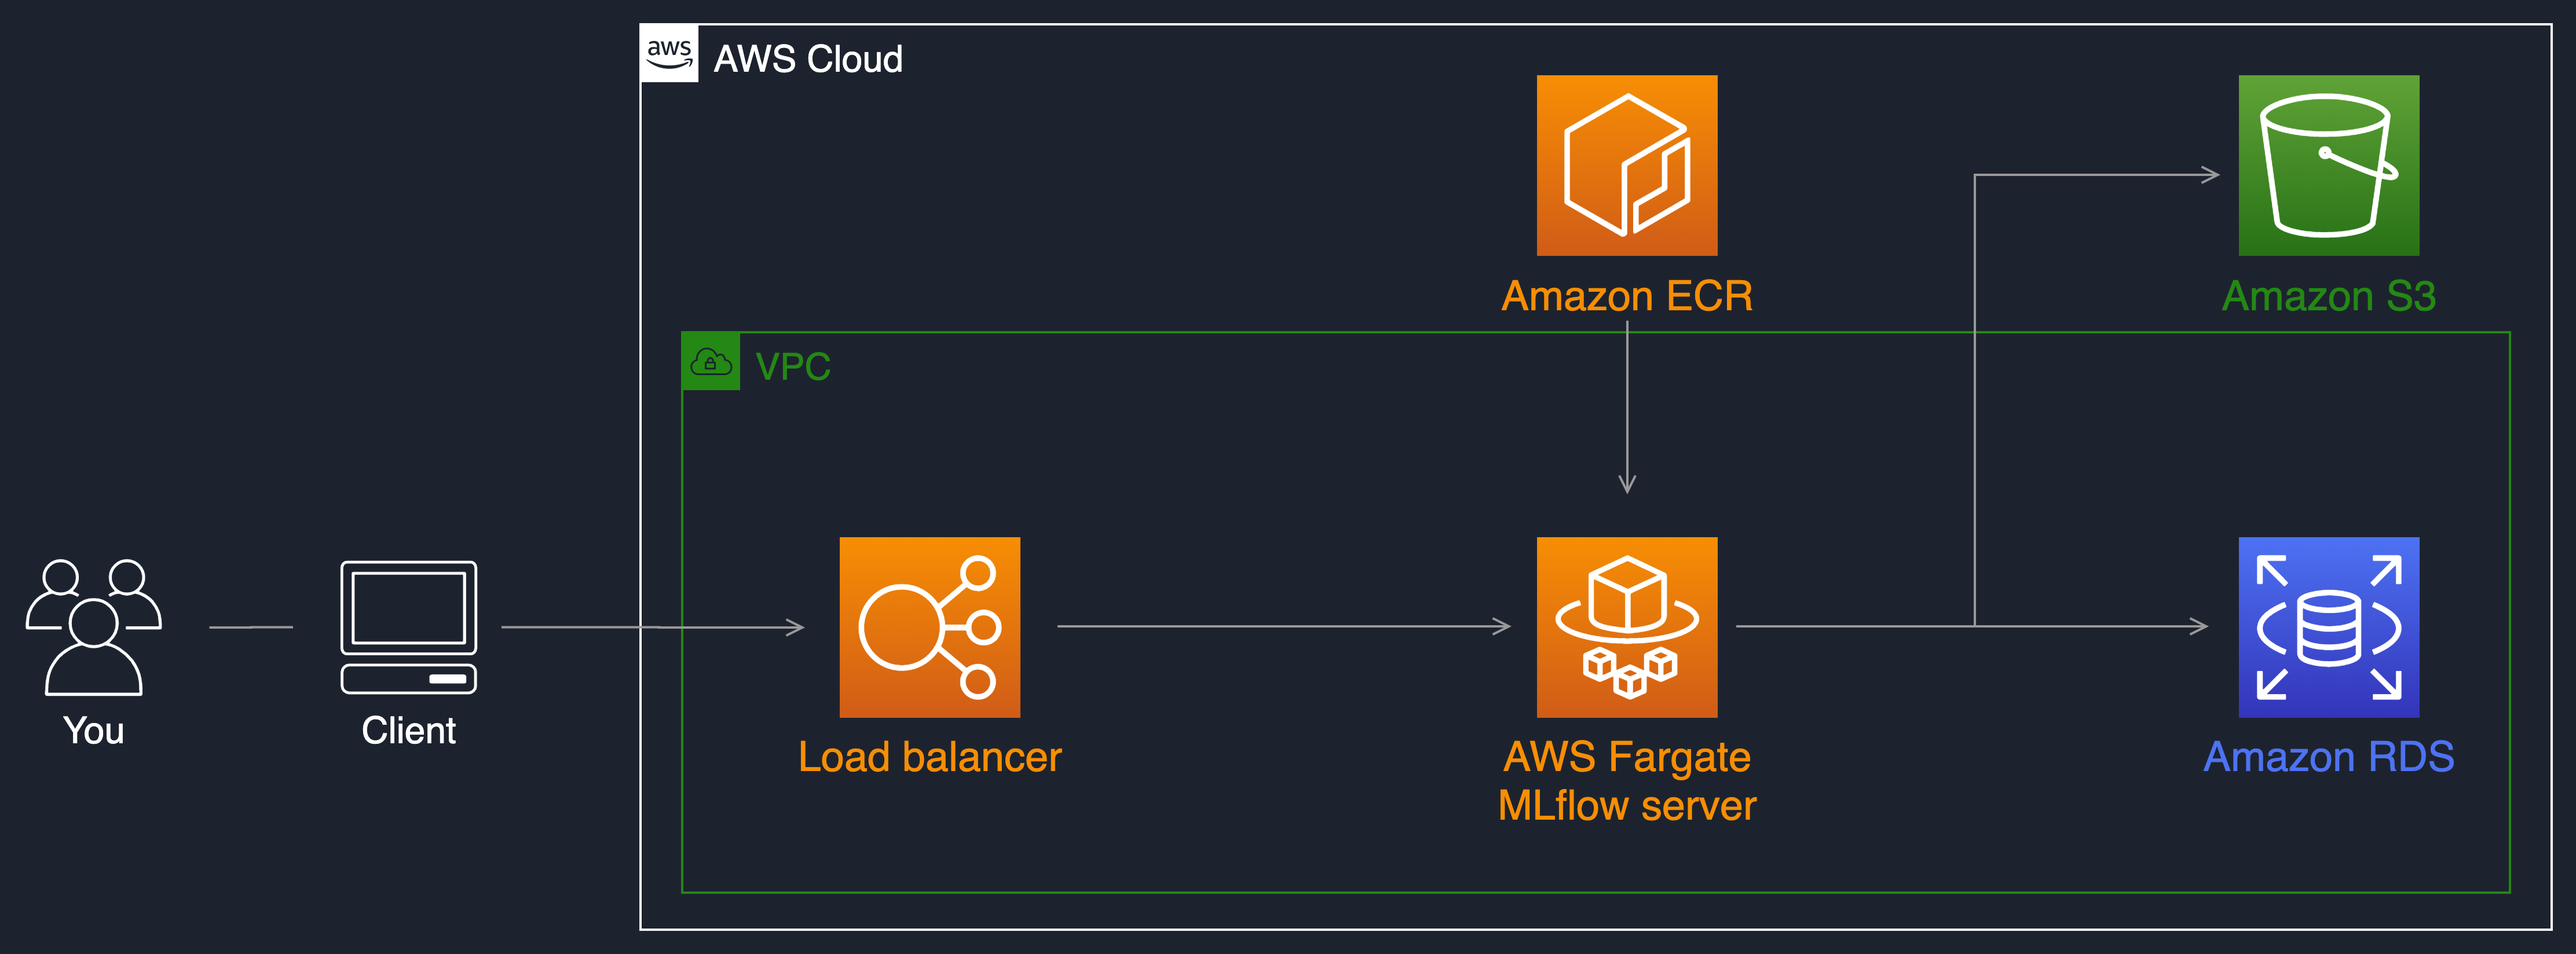 aws
AWS Cloud
Amazon ECR
Amazon S3
VPC
You
Client
Load balancer
AWS Fargate
MLflow server
Amazon RDS